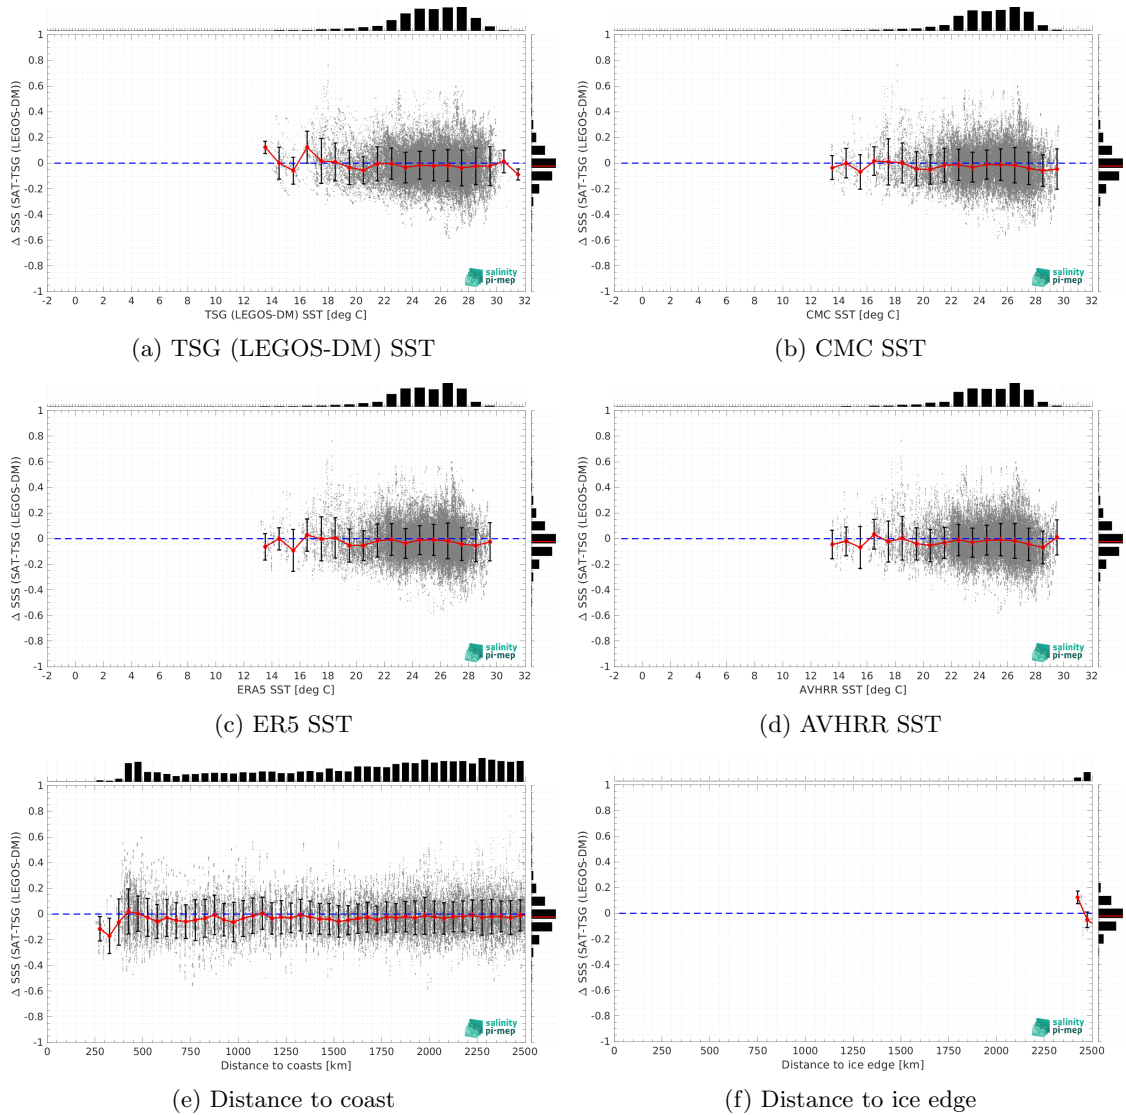 1
0.8
0.6
0.4
0.2
0
-0.2
-0.4
-0.6
-0.8
-1
Δ SSS (SAT-TSG (LEGOS-DM))
salinity
pi-mep
-2 0 2 4 6 8 10 12 14 16 18 20 22 24 26 28 30 32
TSG (LEGOS-DM) SST [deg C]
(a) TSG (LEGOS-DM) SST
1
0.8
0.6
0.4
0.2
0
-0.2
-0.4
-0.6
-0.8
-1
Δ SSS (SAT-TSG (LEGOS-DM))
salinity
pi-mep
-2 0 2 4 6 8 10 12 14 16 18 20 22 24 26 28 30 32
CMC SST [deg C]
(b) CMC SST
1
0.8
0.6
0.4
0.2
0
-0.2
-0.4
-0.6
-0.8
-1
Δ SSS (SAT-TSG (LEGOS-DM))
salinity
pi-mep
-2 0 2 4 6 8 10 12 14 16 18 20 22 24 26 28 30 32
ERA5 SST [deg C]
(c) ER5 SST
1
0.8
0.6
0.4
0.2
0
-0.2
-0.4
-0.6
-0.8
-1
Δ SSS (SAT-TSG (LEGOS-DM))
salinity
pi-mep
-2 0 2 4 6 8 10 12 14 16 18 20 22 24 26 28 30 32
AVHRR SST [deg C]
(d) AVHRR SST
1
0.8
0.6
0.4
0.2
0
-0.2
-0.4
-0.6
-0.8
-1
Δ SSS (SAT-TSG (LEGOS-DM))
salinity
pi-mep
0 250 500 750 1000 1250 1500 1750 2000 2250 2500
Distance to coasts [km]
(e) Distance to coast
1
0.8
0.6
0.4
0.2
0
-0.2
-0.4
-0.6
-0.8
-1
Δ SSS (SAT-TSG (LEGOS-DM))
salinity
pi-mep
0 250 500 750 1000 1250 1500 1750 2000 2250 2500
Distance to ice edge [km]
(f) Distance to ice edge